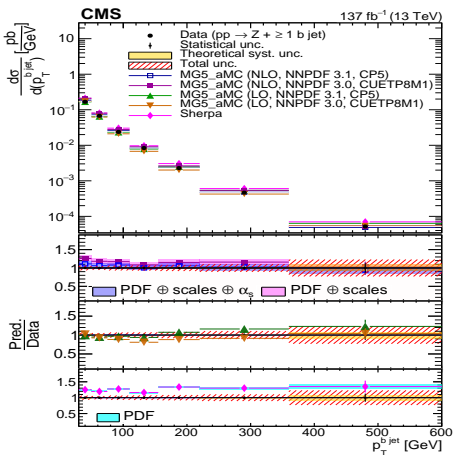 CMS 137 fb⁻¹ (13 TeV)
dσ/d(p_T^{b jet}) [pb/GeV]
Data (pp → Z + ≥ 1 b jet)
Statistical unc.
Theoretical syst. unc.
Total unc.
MG5_aMC (NLO, NNPDF 3.1, CP5)
MG5_aMC (NLO, NNPDF 3.0, CUETP8M1)
MG5_aMC (LO, NNPDF 3.1, CP5)
MG5_aMC (LO, NNPDF 3.0, CUETP8M1)
Sherpa
10
1
10⁻¹
10⁻²
10⁻³
10⁻⁴
1.5
1
0.5
PDF ⊕ scales ⊕ α_s PDF ⊕ scales
Pred./Data
1.5
1
0.5
1.5
1
0.5
PDF
100 200 300 400 500 600
p_T^{b jet} [GeV]